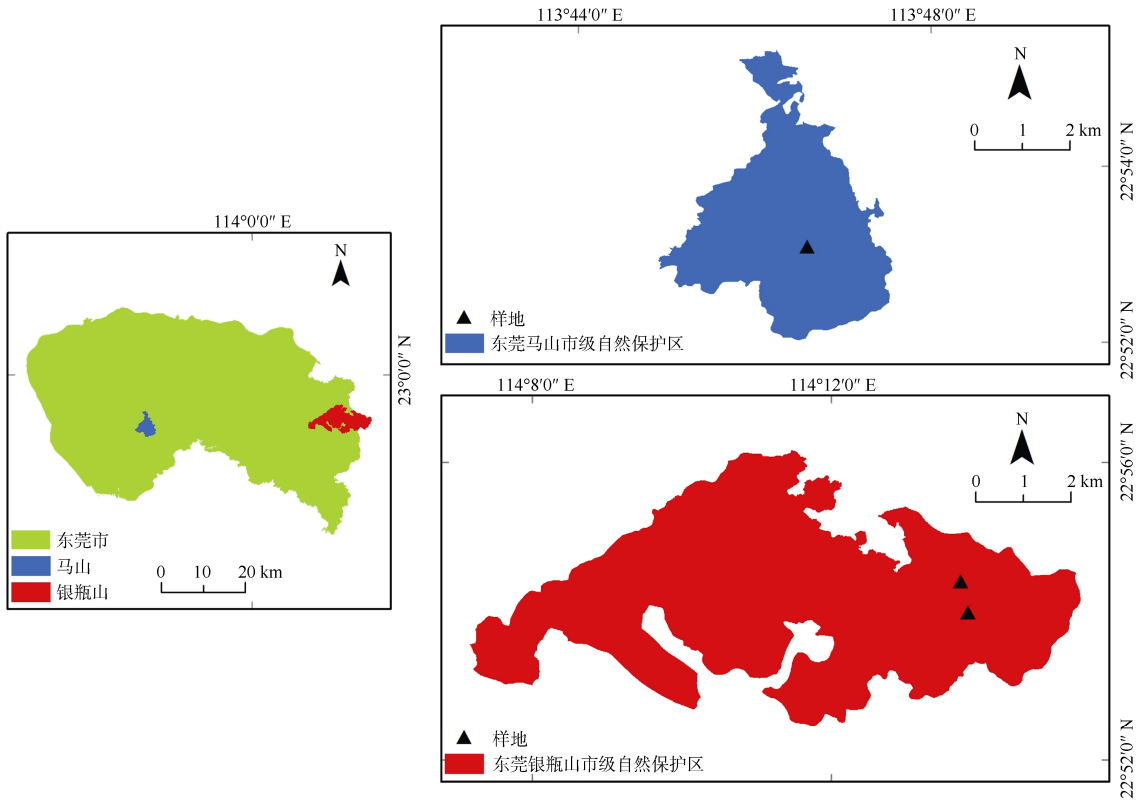 114°0′0″ E
N
23°0′0″ N
东莞市
马山
银瓶山
0 10 20 km
113°44′0″ E 113°48′0″ E
N
0 1 2 km
22°54′0″ N
22°52′0″ N
样地
东莞马山市级自然保护区
114°8′0″ E 114°12′0″ E
N
0 1 2 km
22°56′0″ N
22°52′0″ N
样地
东莞银瓶山市级自然保护区